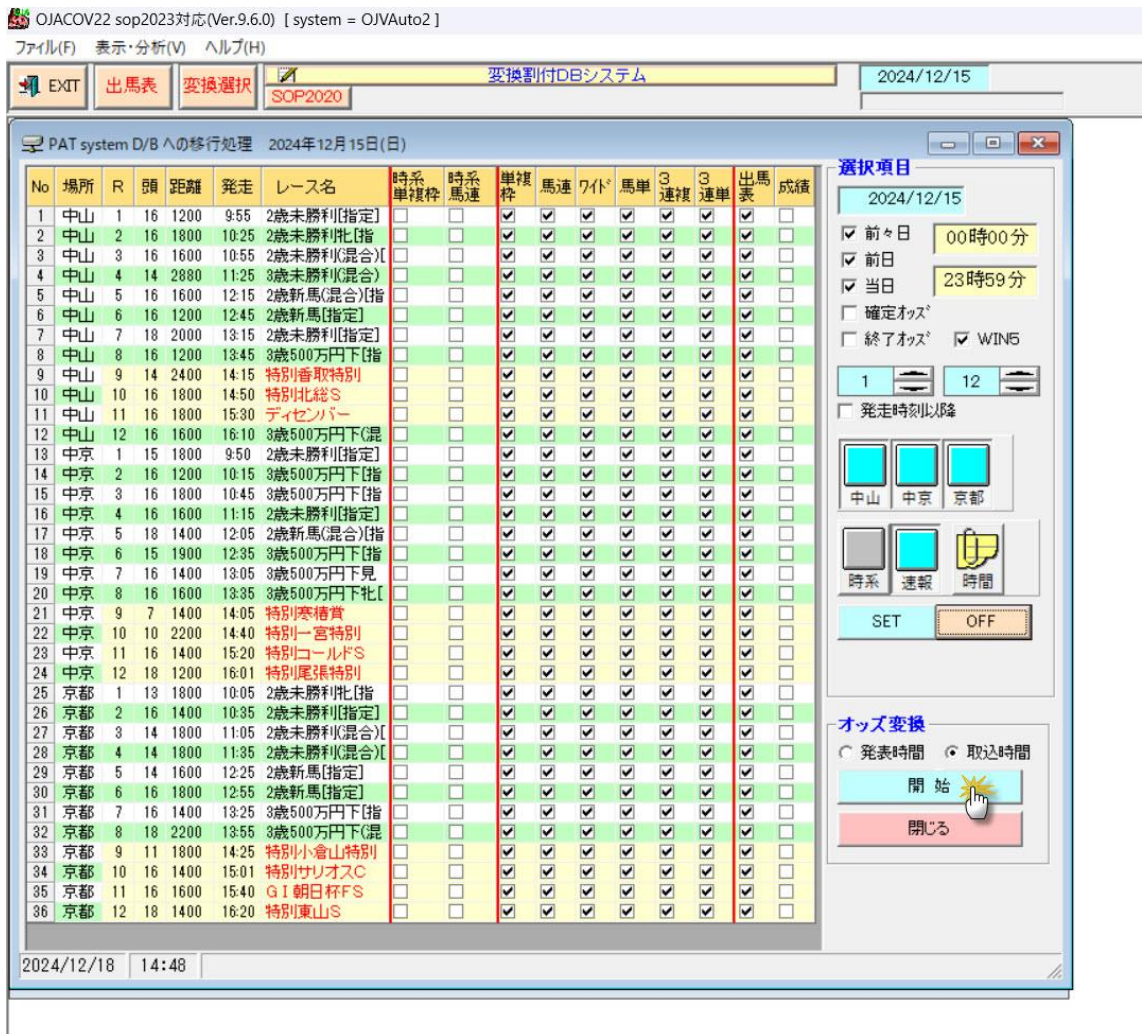 OJACOV22 sop2023対応(Ver.9.6.0) [ system = OJVAuto2 ]
ファイル(F) 表示・分析(V) ヘルプ(H)
EXIT 出馬表 変換選択 変換割付DBシステム 2024/12/15
SOP2020
PAT system D/B への移行処理 2024年12月15日(日)
No 場所 R 頭 距離 発走 レース名 時系単複枠 時系馬連 単複枠 馬連 ワイド 馬単 3連複 3連単 出馬表 成績
1 中山 1 16 1200 9:55 2歳未勝利[指定]
2 中山 2 16 1800 10:25 2歳未勝利牝[指
3 中山 3 16 1600 10:55 2歳未勝利(混合)[
4 中山 4 14 2880 11:25 3歳未勝利(混合)
5 中山 5 16 1600 12:15 2歳新馬(混合)[指
6 中山 6 16 1200 12:45 2歳新馬[指定]
7 中山 7 18 2000 13:15 2歳未勝利[指定]
8 中山 8 16 1200 13:45 3歳500万円下[指
9 中山 9 14 2400 14:15 特別香取特別
10 中山 10 16 1800 14:50 特別北総S
11 中山 11 16 1800 15:30 ディセンバー
12 中山 12 16 1600 16:10 3歳500万円下(混
13 中京 1 15 1800 9:50 2歳未勝利[指定]
14 中京 2 16 1200 10:15 3歳500万円下[指
15 中京 3 16 1800 10:45 3歳500万円下[指
16 中京 4 16 1600 11:15 2歳未勝利[指定]
17 中京 5 18 1400 12:05 2歳新馬(混合)[指
18 中京 6 15 1900 12:35 3歳500万円下[指
19 中京 7 16 1400 13:05 3歳500万円下見
20 中京 8 16 1600 13:35 3歳500万円下牝[
21 中京 9 7 1400 14:05 特別寒椿賞
22 中京 10 10 2200 14:40 特別一宮特別
23 中京 11 16 1400 15:20 特別コールドS
24 中京 12 18 1200 16:01 特別尾張特別
25 京都 1 13 1800 10:05 2歳未勝利牝[指
26 京都 2 16 1400 10:35 2歳未勝利[指定]
27 京都 3 14 1800 11:05 2歳未勝利(混合)[
28 京都 4 14 1800 11:35 2歳未勝利(混合)[
29 京都 5 14 1600 12:25 2歳新馬[指定]
30 京都 6 16 1800 12:55 2歳新馬[指定]
31 京都 7 16 1400 13:25 3歳500万円下[指
32 京都 8 18 2200 13:55 3歳500万円下(混
33 京都 9 11 1800 14:25 特別小倉山特別
34 京都 10 16 1400 15:01 特別サリオスC
35 京都 11 16 1600 15:40 GI朝日杯FS
36 京都 12 18 1400 16:20 特別東山S
選択項目
2024/12/15
前々日 00時00分
前日
当日 23時59分
確定オッズ
終了オッズ WIN5
1 12
発走時刻以降
中山 中京 京都
時系 速報 時間
SET OFF
オッズ変換
発表時間 取込時間
開 始
閉じる
2024/12/18 14:48